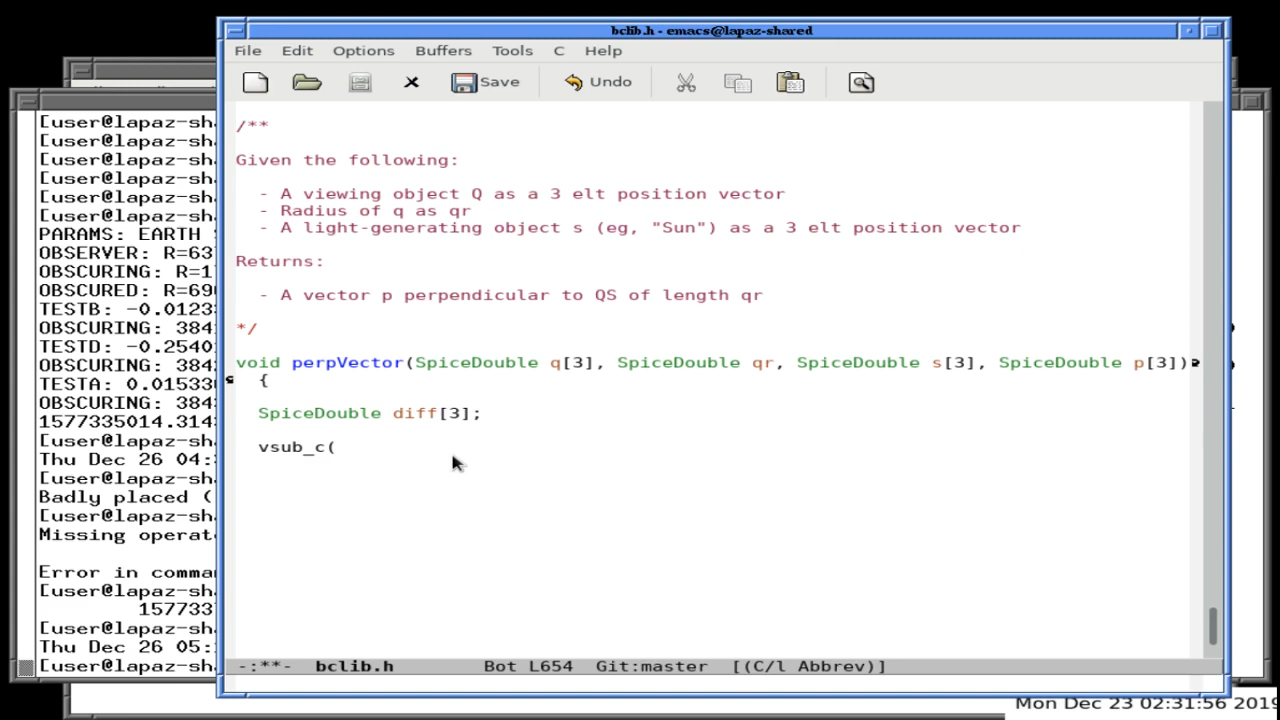 bclib.h - emacs@lapaz-shared
File Edit Options Buffers Tools C Help
Save Undo
/**
Given the following:
- A viewing object Q as a 3 elt position vector
- Radius of q as qr
- A light-generating object s (eg, "Sun") as a 3 elt position vector
Returns:
- A vector p perpendicular to QS of length qr
*/
void perpVector(SpiceDouble q[3], SpiceDouble qr, SpiceDouble s[3], SpiceDouble p[3])
{
SpiceDouble diff[3];
vsub_c(
-:**- bclib.h Bot L654 Git:master [(C/l Abbrev)]
[user@lapaz-sh
[user@lapaz-sh
[user@lapaz-sh
[user@lapaz-sh
[user@lapaz-sh
[user@lapaz-sh
PARAMS: EARTH
OBSERVER: R=63
OBSCURING: R=1
OBSCURED: R=69
TESTB: -0.0123
OBSCURING: 384
TESTD: -0.2540
OBSCURING: 384
TESTA: 0.01533
OBSCURING: 384
1577335014.314
[user@lapaz-sh
Thu Dec 26 04:
[user@lapaz-sh
Badly placed (
[user@lapaz-sh
Missing operat
Error in comma
[user@lapaz-sh
157733
[user@lapaz-sh
Thu Dec 26 05:
[user@lapaz-sh
Mon Dec 23 02:31:56 2019